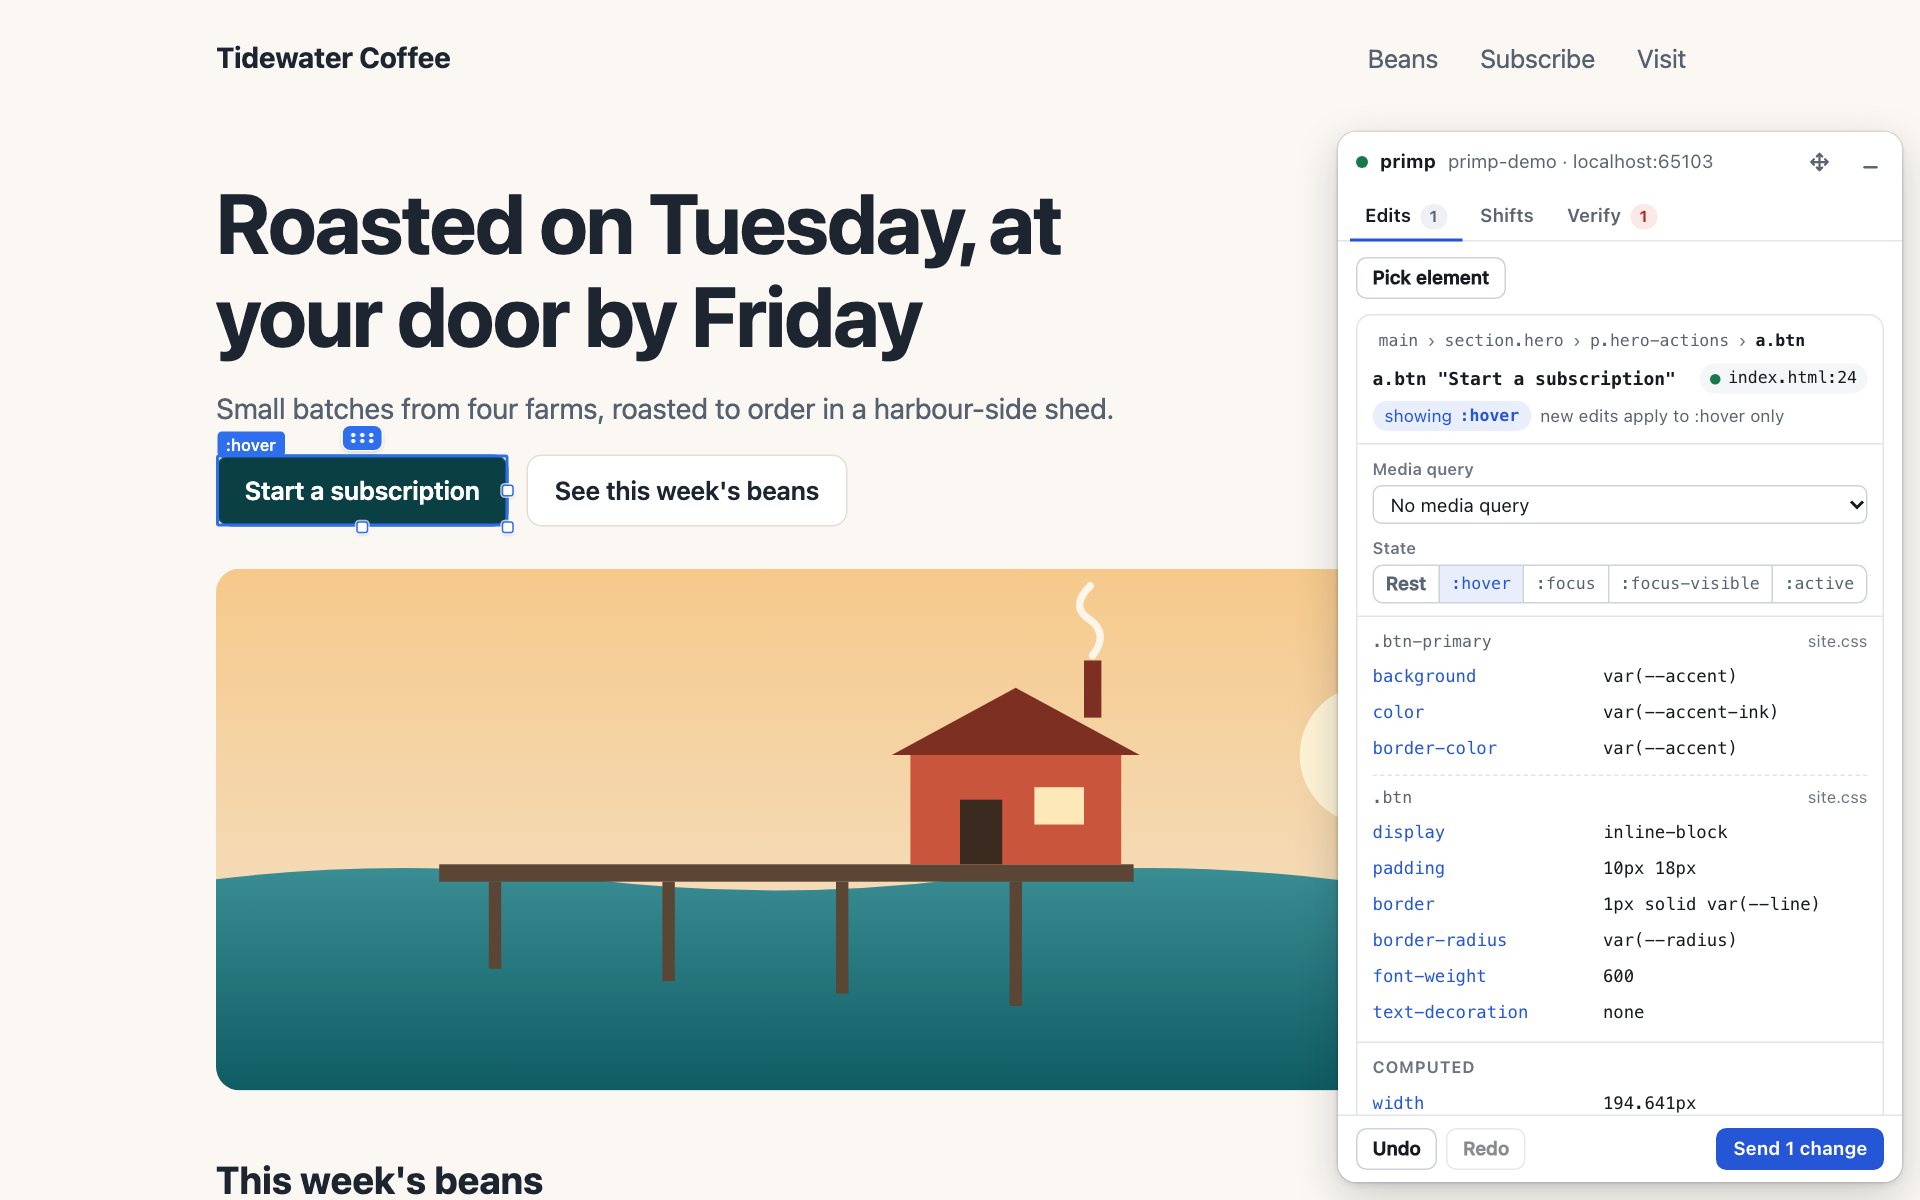 Tidewater Coffee
Beans Subscribe Visit
Roasted on Tuesday, at
your door by Friday
Small batches from four farms, roasted to order in a harbour-side shed.
:hover
Start a subscription
See this week's beans
This week's beans
primp primp-demo · localhost:65103
Edits 1 Shifts Verify 1
Pick element
main › section.hero › p.hero-actions › a.btn
a.btn "Start a subscription" index.html:24
showing :hover new edits apply to :hover only
Media query
No media query
State
Rest :hover :focus :focus-visible :active
.btn-primary site.css
background var(--accent)
color var(--accent-ink)
border-color var(--accent)
.btn site.css
display inline-block
padding 10px 18px
border 1px solid var(--line)
border-radius var(--radius)
font-weight 600
text-decoration none
COMPUTED
width 194.641px
Undo Redo Send 1 change